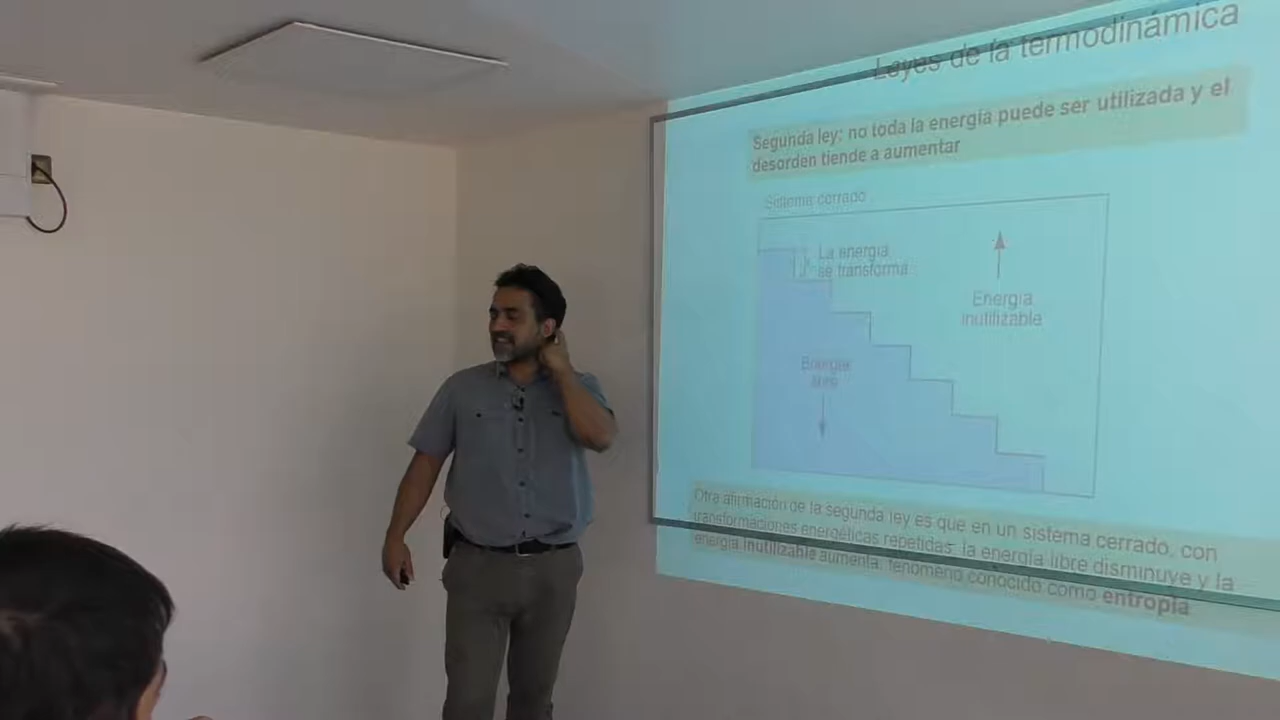 Leyes de la termodinámica
Segunda ley: no toda la energía puede ser utilizada y el
desorden tiende a aumentar
Sistema cerrado
La energía
se transforma
Energía
inutilizable
Energía
libre
Otra afirmación de la segunda ley es que en un sistema cerrado, con
transformaciones energéticas repetidas, la energía libre disminuye y la
energía inutilizable aumenta, fenómeno conocido como entropía